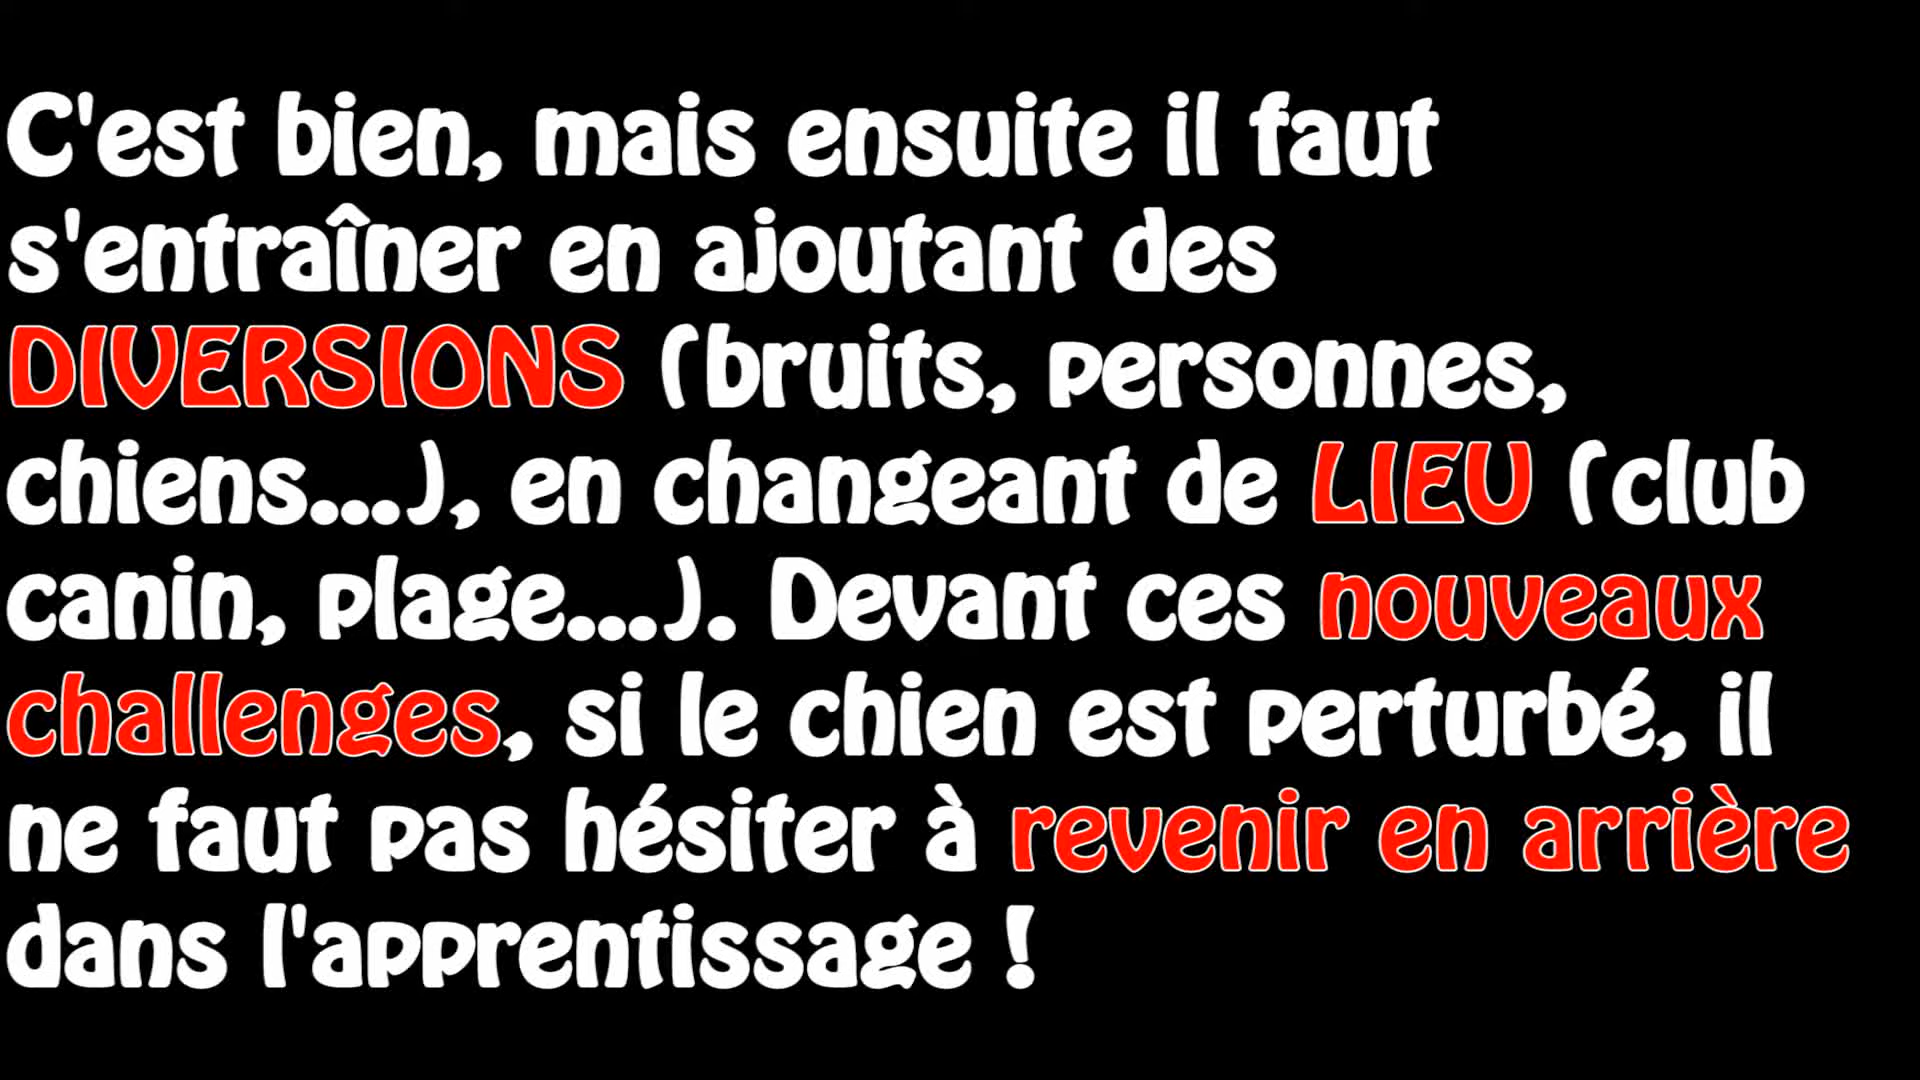 C'est bien, mais ensuite il faut
s'entraîner en ajoutant des
DIVERSIONS (bruits, personnes,
chiens....), en changeant de LIEU (club
canin, plage...). Devant ces nouveaux
challenges, si le chien est perturbé, il
ne faut pas hésiter à revenir en arrière
dans l'apprentissage !